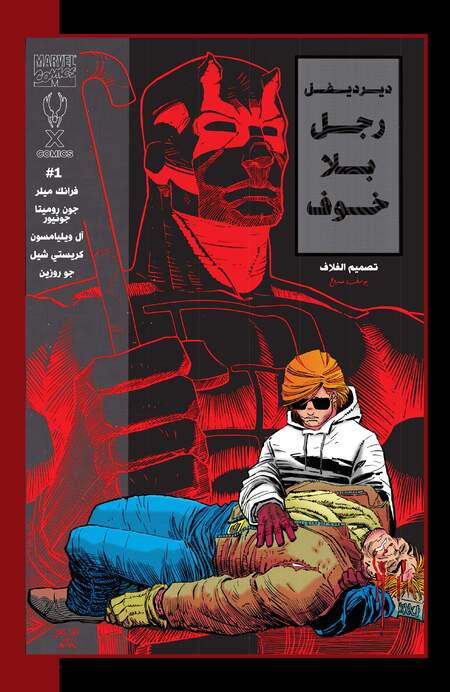 MARVEL
COMICS
M
X
COMICS
#1
فرانك ميلر
جون روميتا
جونيور
آل ويليامسون
كريستي شيل
جو روزين
ديرديفل
رجل
بلا
خوف
تصميم الغلاف